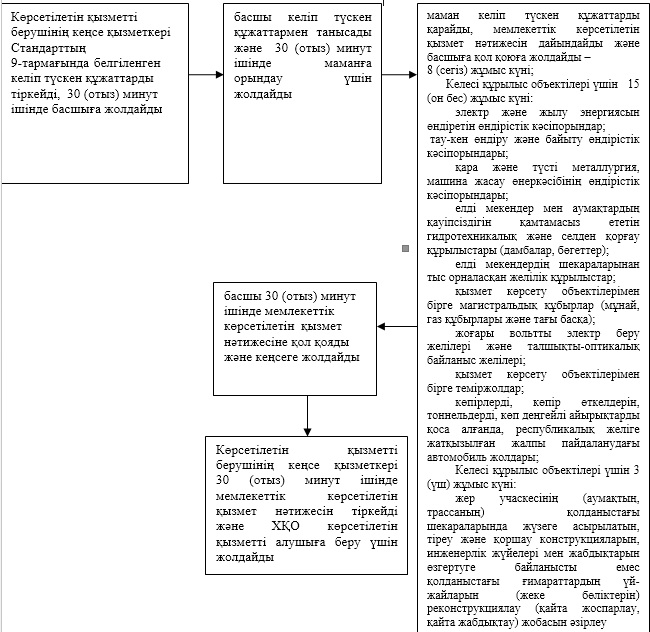 Көрсетілетін қызметті
берушінің кеңсе қызметкері
Стандарттың
9-тармағында белгіленген
келіп түскен құжаттарды
тіркейді, 30 (отыз) минут
ішінде басшыға жолдайды
басшы келіп түскен
құжаттармен танысады
және 30 (отыз) минут
ішінде маманға
орындау үшін
жолдайды
маман келіп түскен құжаттарды
қарайды, мемлекеттік көрсетілетін
қызмет нәтижесін дайындайды және
басшыға қол қоюға жолдайды –
8 (сегіз) жұмыс күні;
Келесі құрылыс объектілері үшін 15
(он бес) жұмыс күні:
электр және жылу энергиясын
өндіретін өндірістік кәсіпорындар;
тау-кен өндіру және байыту өндірістік
кәсіпорындары;
қара және түсті металлургия,
машина жасау өнеркәсібінің өндірістік
кәсіпорындары;
елді мекендер мен аумақтардың
қауіпсіздігін қамтамасыз ететін
гидротехникалық және селден қорғау
құрылыстары (дамбалар, бөгеттер);
елді мекендердің шекараларынан
тыс орналасқан желілік құрылыстар;
қызмет көрсету объектілерімен
бірге магистральдық құбырлар (мұнай,
газ құбырлары және тағы басқа);
жоғары вольтты электр беру
желілері және талшықты-оптикалық
байланыс желілері;
қызмет көрсету объектілерімен
бірге теміржолдар;
көпірлерді, көпір өткелдерін,
тоннельдерді, көп деңгейлі айырықтарды
қоса алғанда, республикалық желіге
жатқызылған жалпы пайдаланудағы
автомобиль жолдары;
Келесі құрылыс объектілері үшін 3
(үш) жұмыс күні:
жер учаскесінің (аумақтың,
трассаның) қолданыстағы
шекараларында жүзеге асырылатын,
тіреу және қоршау конструкцияларын,
инженерлік жүйелері мен жабдықтарын
өзгертуге байланысты емес
қолданыстағы ғимараттардың үй-
жайларын (жеке бөліктерін)
реконструкциялау (қайта жоспарлау,
қайта жабдықтау) жобасын әзірлеу
басшы 30 (отыз) минут
ішінде мемлекеттік
көрсетілетін қызмет
нәтижесіне қол қояды
және кеңсеге жолдайды
Көрсетілетін қызметті
берушінің кеңсе қызметкері
30 (отыз) минут ішінде
мемлекеттік көрсетілетін
қызмет нәтижесін тіркейді
және ХҚО көрсетілетін
қызметті алушыға беру үшін
жолдайды